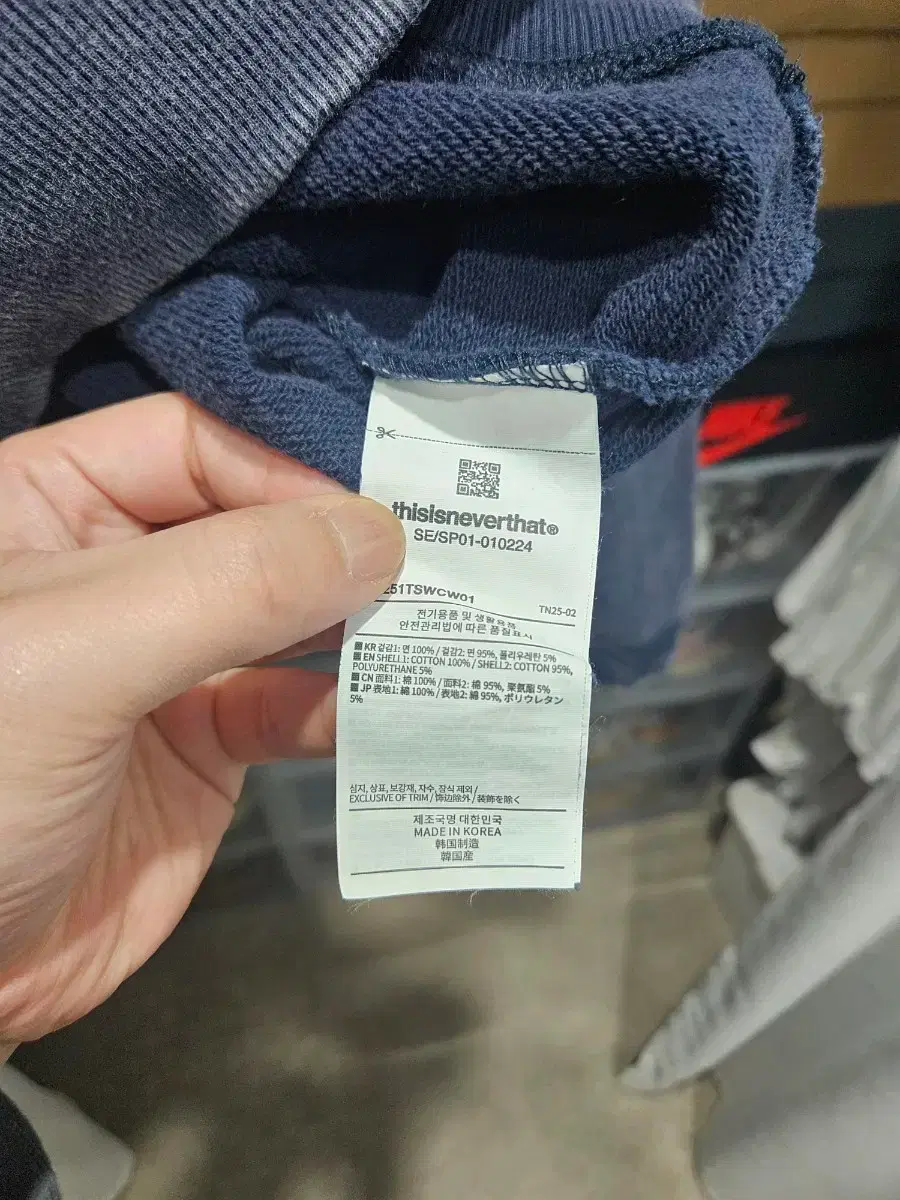 thisisneverthat®
SE/SP01-010224
251TSWCW01
TN25-02
전기용품 및 생활용품
안전관리법에 따른 품질표시
KR 겉감1: 면 100% / 겉감2: 면 95%, 폴리우레탄 5%
EN SHELL1: COTTON 100% / SHELL2: COTTON 95%,
POLYURETHANE 5%
CN 面料1: 棉 100% / 面料2: 棉 95%, 聚氨酯 5%
JP 表地1: 綿 100% / 表地2: 綿 95%, ポリウレタン
5%
심지, 상표, 보강재, 자수, 장식 제외 /
EXCLUSIVE OF TRIM / 饰边除外 / 装飾を除く
제조국명 대한민국
MADE IN KOREA
韩国制造
韓国産